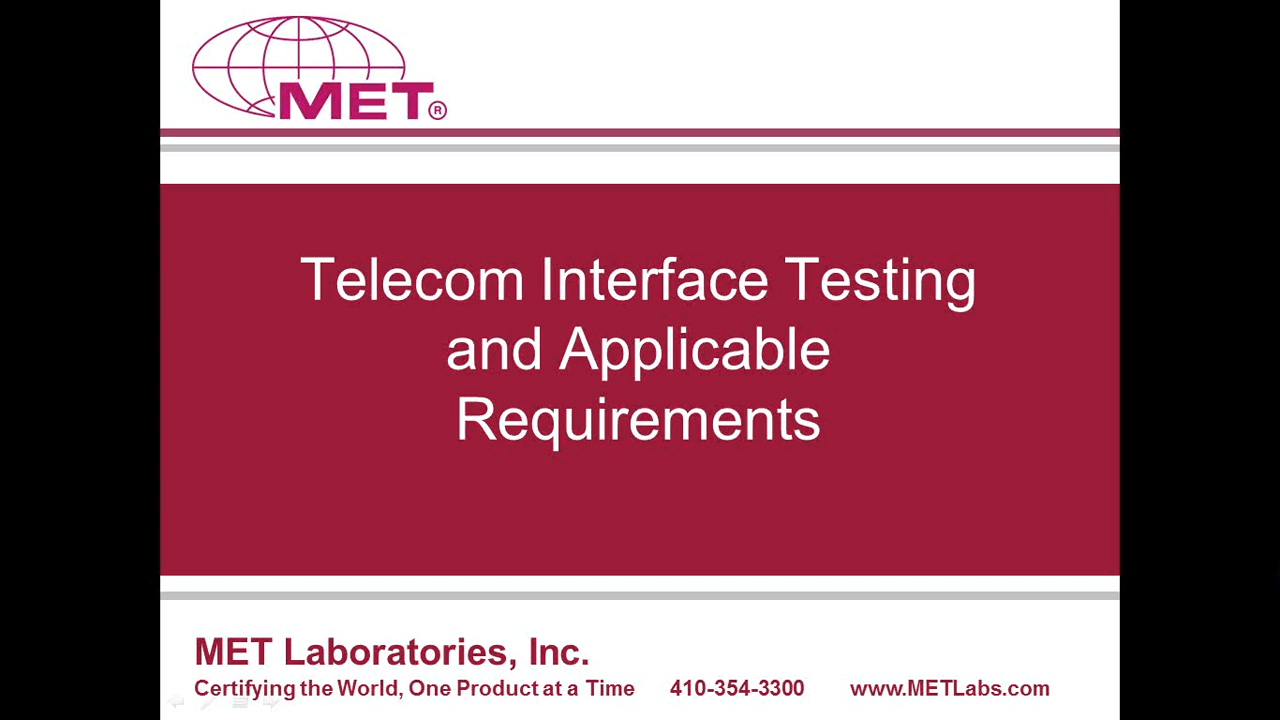 MET®
Telecom Interface Testing
and Applicable
Requirements
MET Laboratories, Inc.
Certifying the World, One Product at a Time 410-354-3300 www.METLabs.com